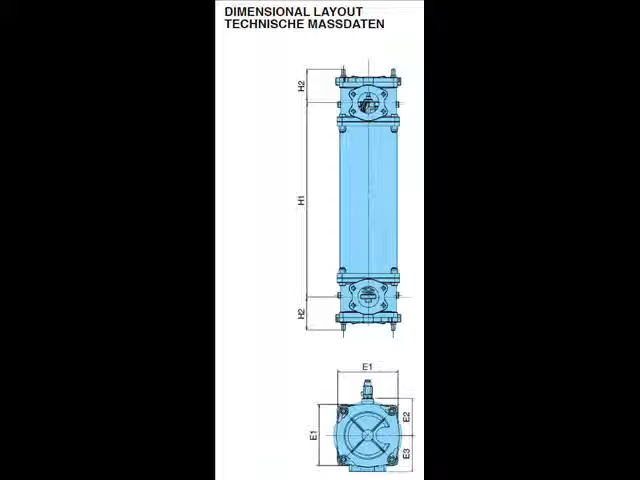 DIMENSIONAL LAYOUT
TECHNISCHE MASSDATEN
H2
H1
H2
E1
E1
E2
E3